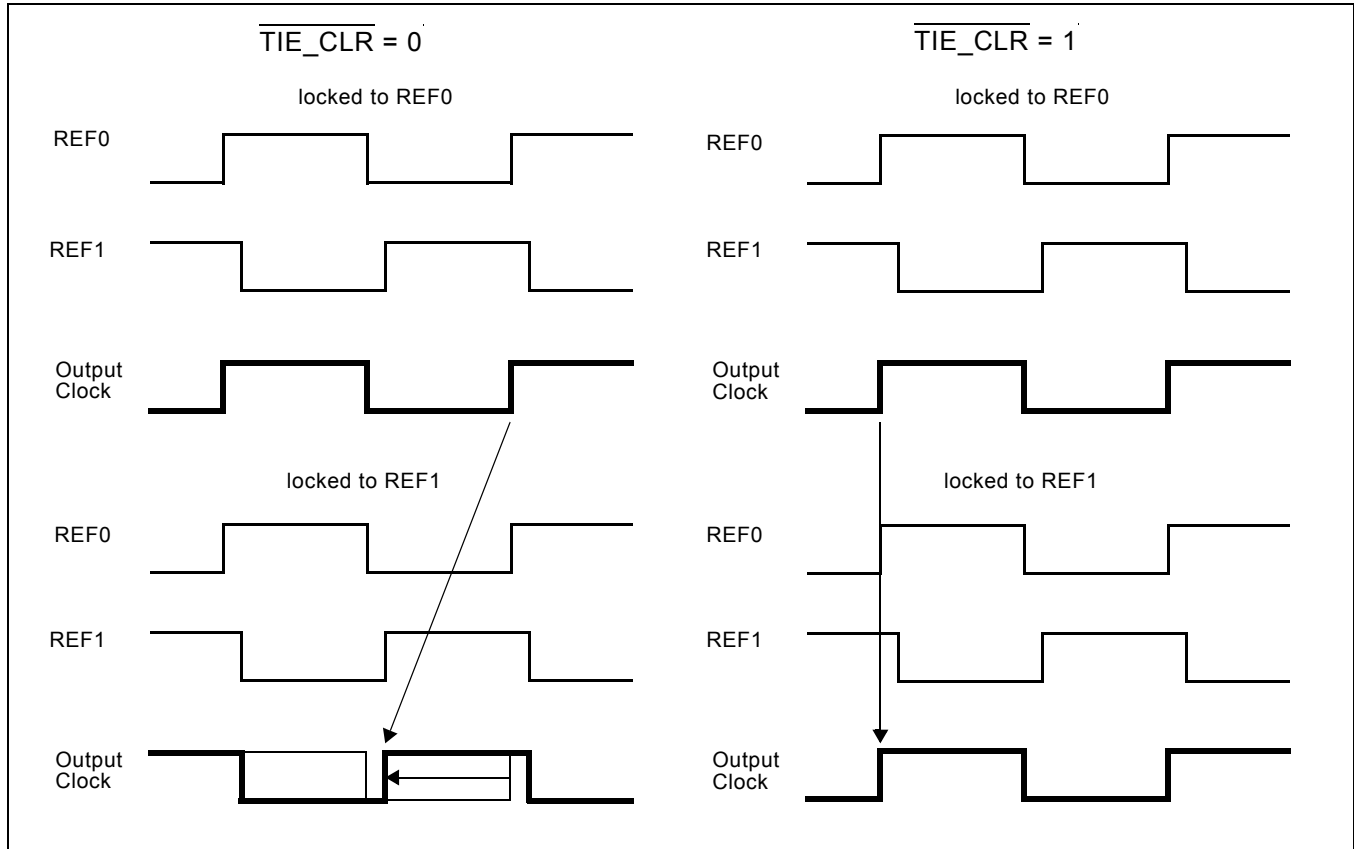 TIE_CLR = 0
locked to REF0
REF0
REF1
Output
Clock
locked to REF1
REF0
REF1
Output
Clock
TIE_CLR = 1
locked to REF0
REF0
REF1
Output
Clock
locked to REF1
REF0
REF1
Output
Clock